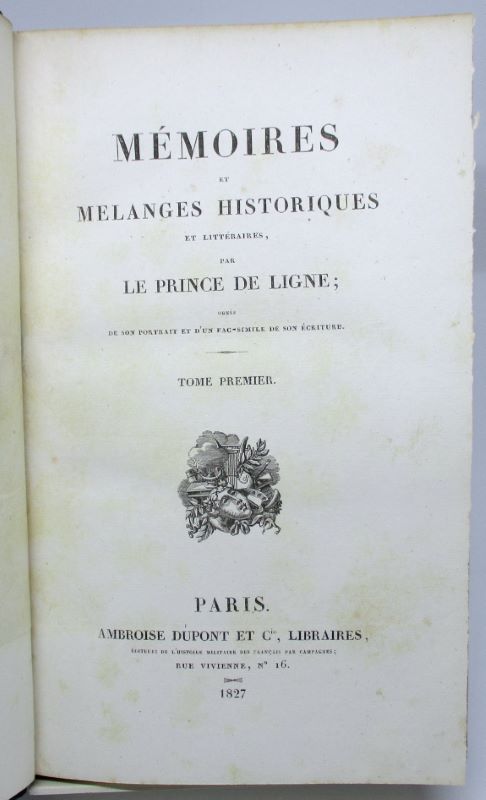 MÉMOIRES
ET
MELANGES HISTORIQUES
ET LITTÉRAIRES,
PAR
LE PRINCE DE LIGNE;
ORNÉS
DE SON PORTRAIT ET D'UN FAC-SIMILE DE SON ÉCRITURE.
TOME PREMIER.
PARIS.
AMBROISE DUPONT ET Cie, LIBRAIRES,
ÉDITEURS DE L'HISTOIRE MILITAIRE DES FRANÇAIS PAR CAMPAGNES;
RUE VIVIENNE, No 16.
1827